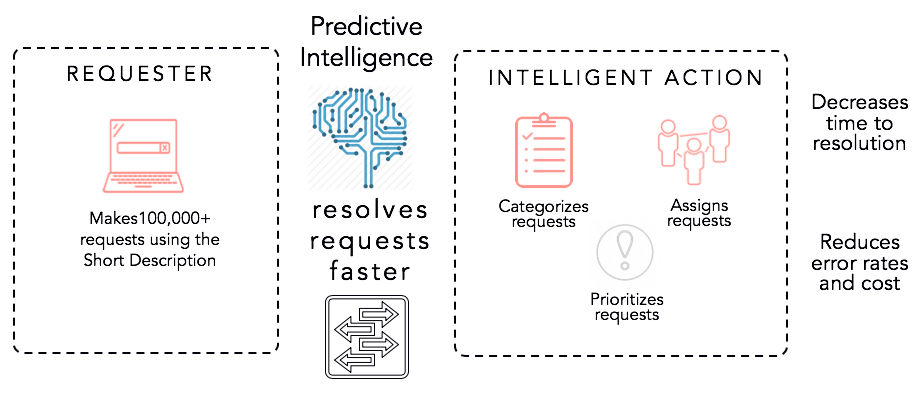 REQUESTER
Makes100,000+
requests using the
Short Description
Predictive
Intelligence
resolves
requests
faster
INTELLIGENT ACTION
Categorizes
requests
Assigns
requests
Prioritizes
requests
Decreases
time to
resolution
Reduces
error rates
and cost